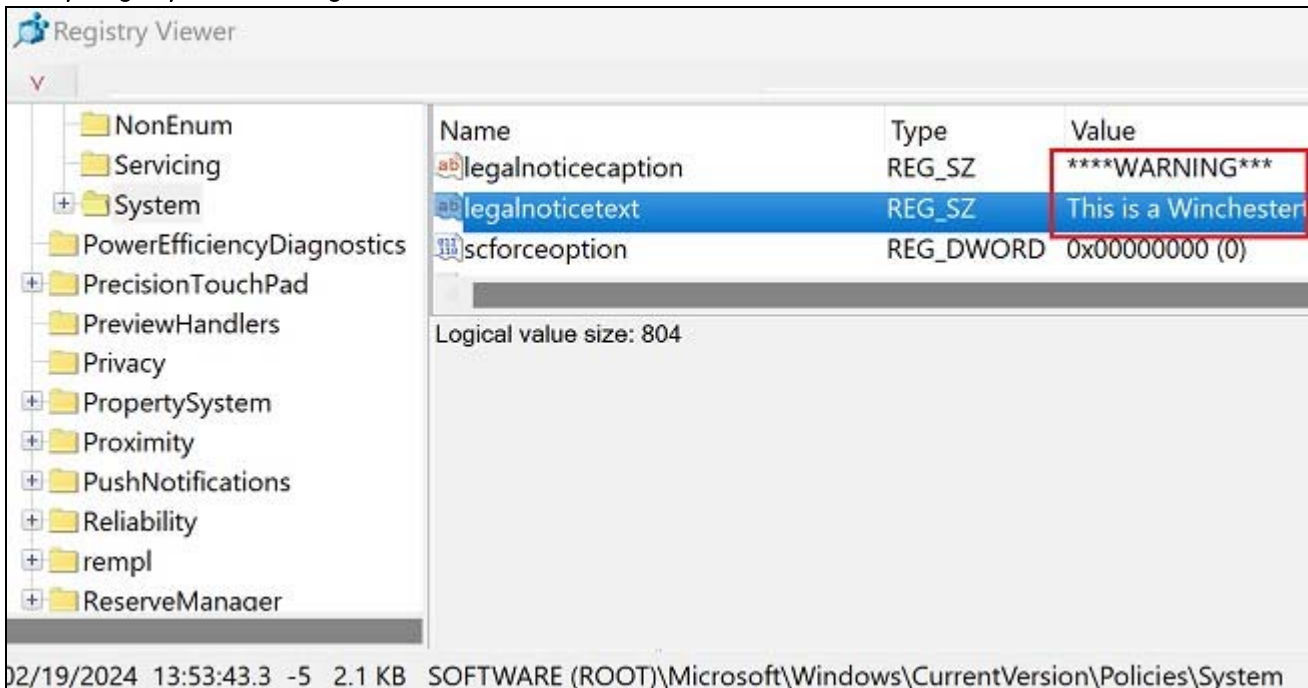 Registry Viewer
NonEnum
Servicing
System
PowerEfficiencyDiagnostics
PrecisionTouchPad
PreviewHandlers
Privacy
PropertySystem
Proximity
PushNotifications
Reliability
rempl
ReserveManager
Name Type Value
legalnoticecaption REG_SZ ****WARNING***
legalnoticetext REG_SZ This is a Winchester
scforceoption REG_DWORD 0x00000000 (0)
Logical value size: 804
02/19/2024 13:53:43.3 -5 2.1 KB SOFTWARE (ROOT)\Microsoft\Windows\CurrentVersion\Policies\System